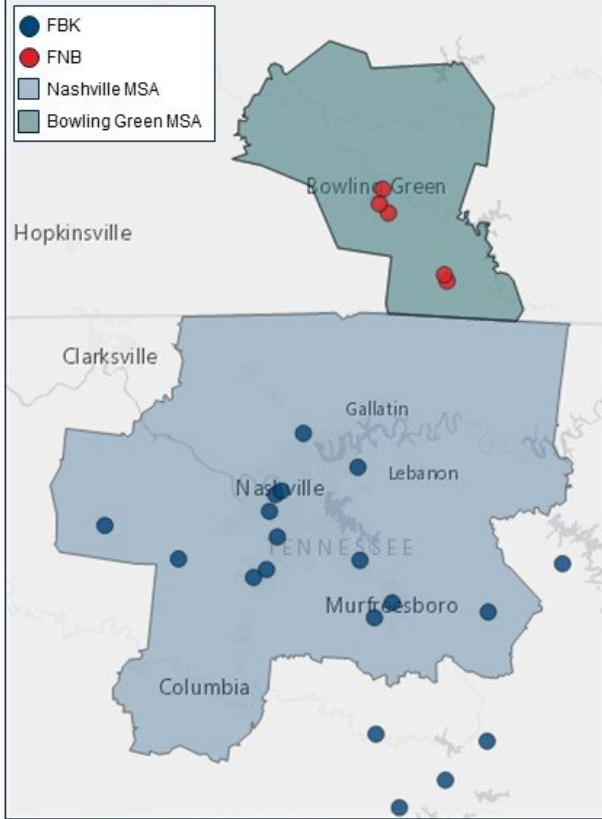 FBK
FNB
Nashville MSA
Bowling Green MSA
Bowling Green
Hopkinsville
Clarksville
Gallatin
Lebanon
Nashville
TENNESSEE
Murfreesboro
Columbia